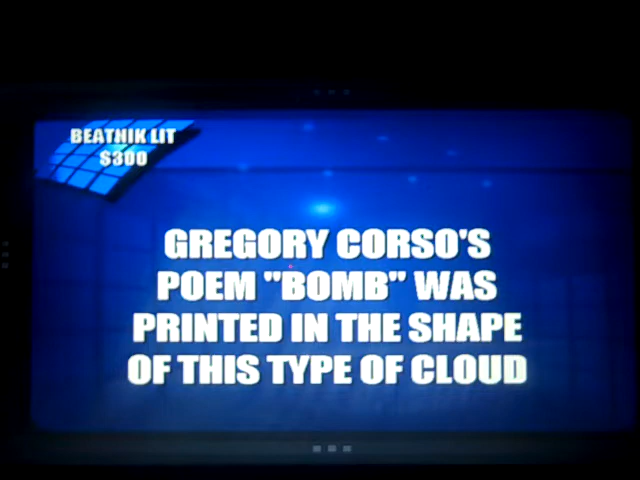 BEATNIK LIT
$300
GREGORY CORSO'S
POEM "BOMB" WAS
PRINTED IN THE SHAPE
OF THIS TYPE OF CLOUD